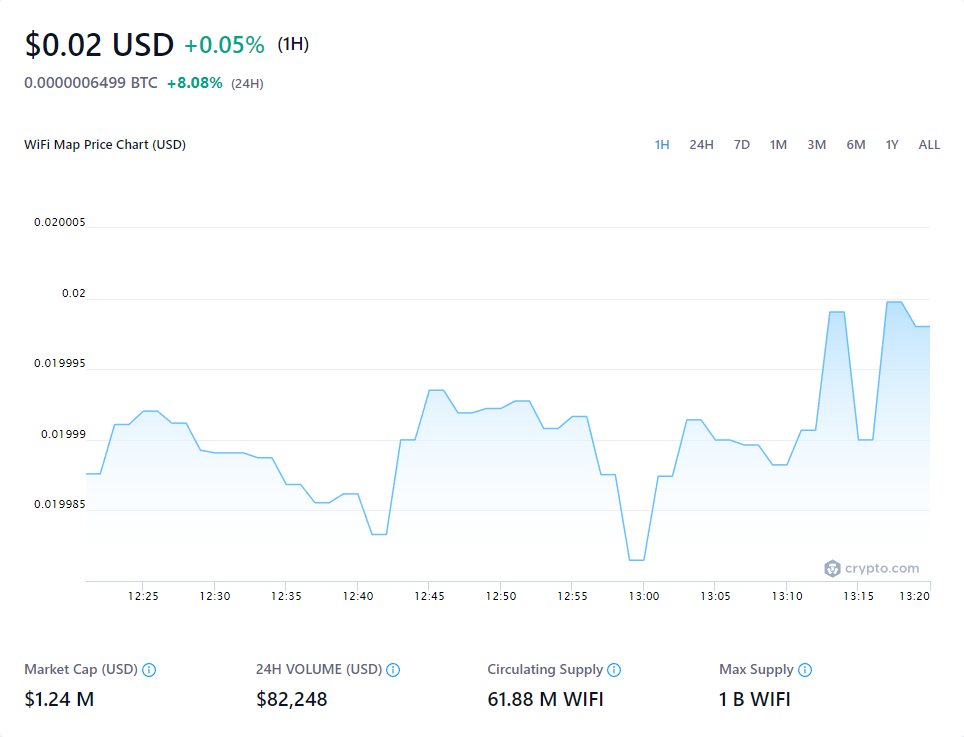 $0.02 USD +0.05% (1H)
0.0000006499 BTC +8.08% (24H)
WiFi Map Price Chart (USD) 1H 24H 7D 1M 3M 6M 1Y ALL
0.020005
0.02
0.019995
0.01999
0.019985
crypto.com
12:25 12:30 12:35 12:40 12:45 12:50 12:55 13:00 13:05 13:10 13:15 13:20
Market Cap (USD) 24H VOLUME (USD) Circulating Supply Max Supply
$1.24 M $82,248 61.88 M WIFI 1 B WIFI